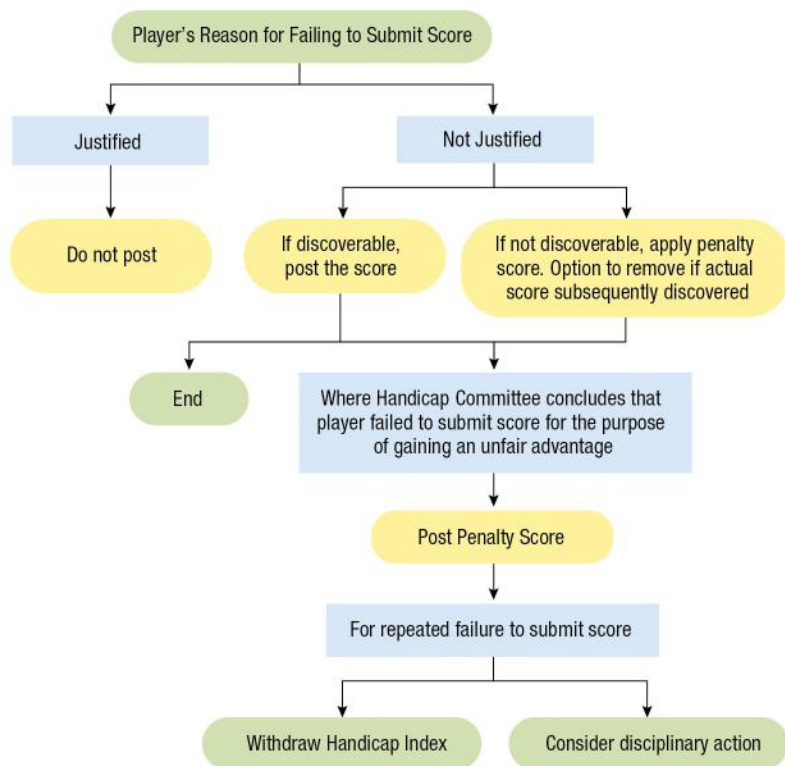 Player’s Reason for Failing to Submit Score
Justified
Not Justified
Do not post
If discoverable,
post the score
If not discoverable, apply penalty
score. Option to remove if actual
score subsequently discovered
End
Where Handicap Committee concludes that
player failed to submit score for the purpose
of gaining an unfair advantage
Post Penalty Score
For repeated failure to submit score
Withdraw Handicap Index
Consider disciplinary action